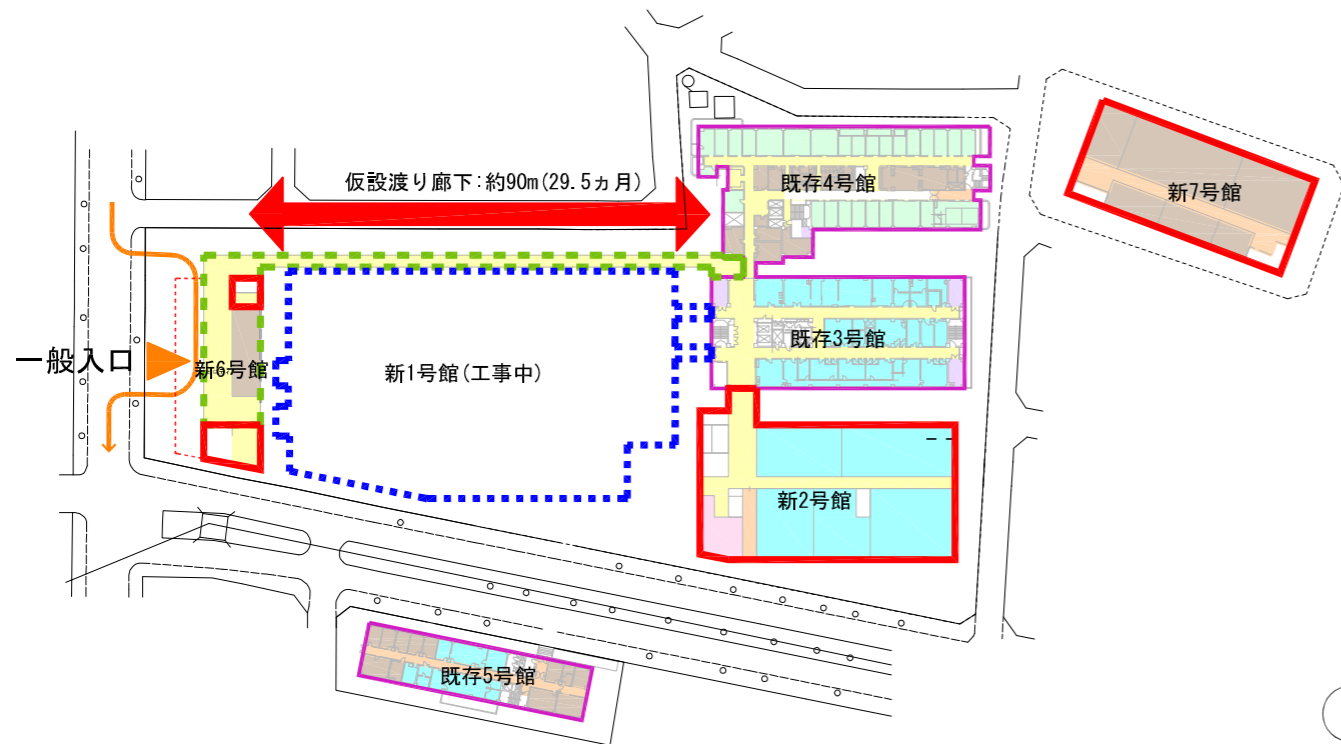 仮設渡り廊下:約90m(29.5ヵ月)
既存4号館
新7号館
一般入口
新6号館
新1号館(工事中)
既存3号館
新2号館
既存5号館